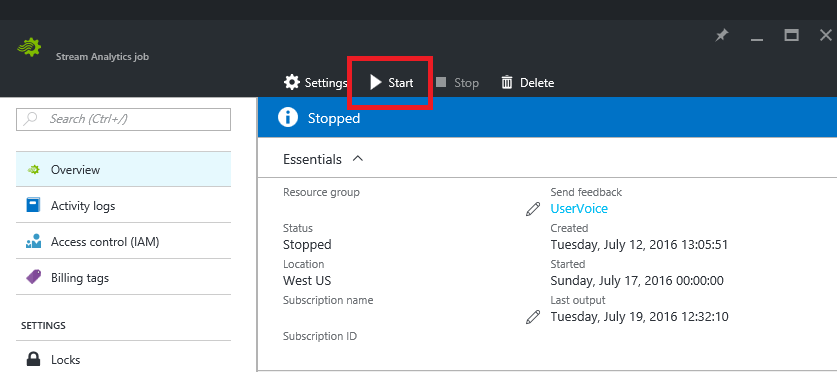 Stream Analytics job
Settings Start Stop Delete
Search (Ctrl+/)
Overview
Activity logs
Access control (IAM)
Billing tags
SETTINGS
Locks
Stopped
Essentials
Resource group
Status
Stopped
Location
West US
Subscription name
Subscription ID
Send feedback
UserVoice
Created
Tuesday, July 12, 2016 13:05:51
Started
Sunday, July 17, 2016 00:00:00
Last output
Tuesday, July 19, 2016 12:32:10